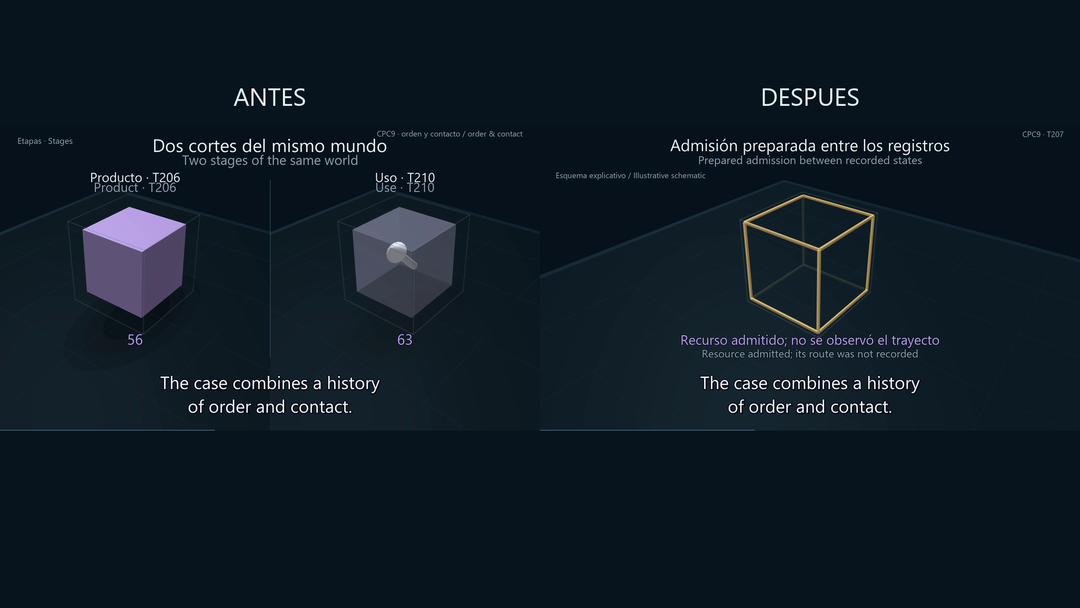 ANTES
Etapas · Stages
CPC9 · orden y contacto / order & contact
Dos cortes del mismo mundo
Two stages of the same world
Producto · T206
Product · T206
Uso · T210
Use · T210
56
63
The case combines a history
of order and contact.
DESPUES
CPC9 · T207
Admisión preparada entre los registros
Prepared admission between recorded states
Esquema explicativo / Illustrative schematic
Recurso admitido; no se observó el trayecto
Resource admitted; its route was not recorded
The case combines a history
of order and contact.